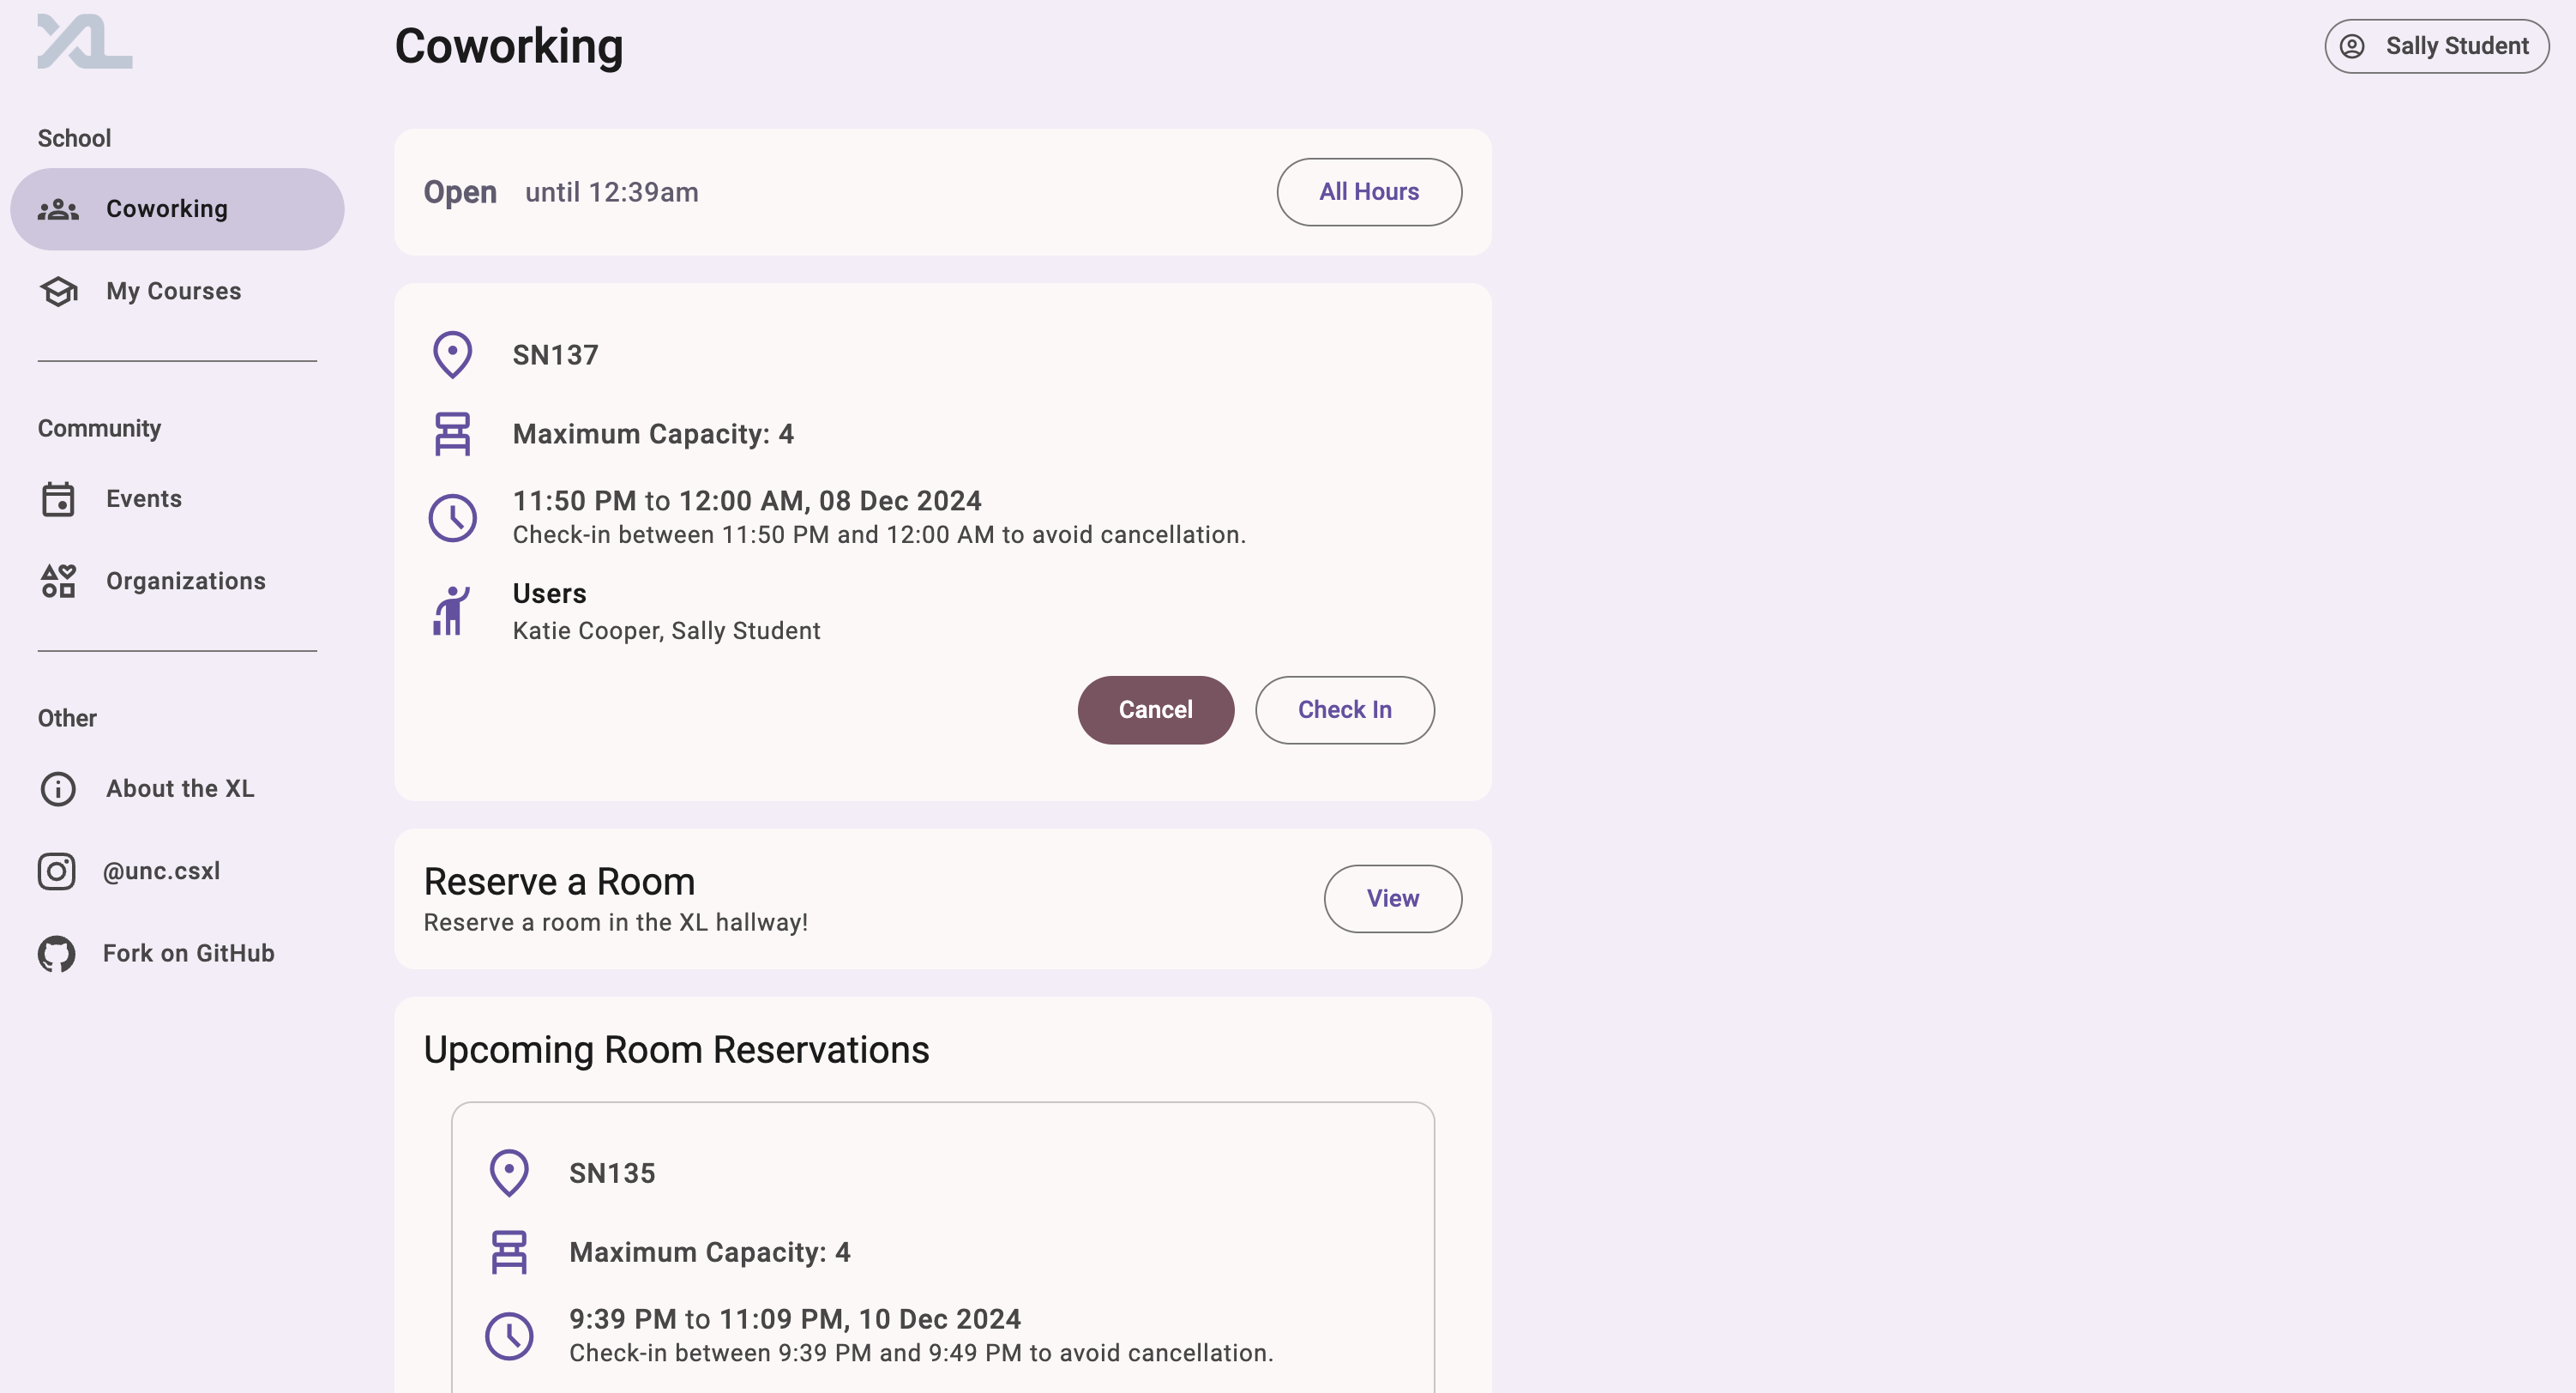 XL
Coworking
Sally Student
School
Coworking
My Courses
Community
Events
Organizations
Other
About the XL
@unc.csxl
Fork on GitHub
Open until 12:39am
All Hours
SN137
Maximum Capacity: 4
11:50 PM to 12:00 AM, 08 Dec 2024
Check-in between 11:50 PM and 12:00 AM to avoid cancellation.
Users
Katie Cooper, Sally Student
Cancel
Check In
Reserve a Room
Reserve a room in the XL hallway!
View
Upcoming Room Reservations
SN135
Maximum Capacity: 4
9:39 PM to 11:09 PM, 10 Dec 2024
Check-in between 9:39 PM and 9:49 PM to avoid cancellation.